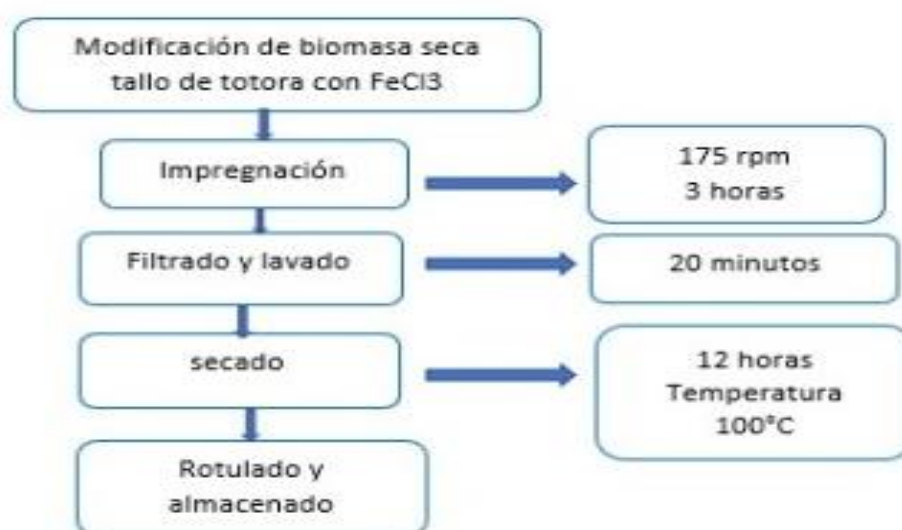 Modificación de biomasa seca
tallo de totora con FeCl3
Impregnación
175 rpm
3 horas
Filtrado y lavado
20 minutos
secado
12 horas
Temperatura
100°C
Rotulado y
almacenado